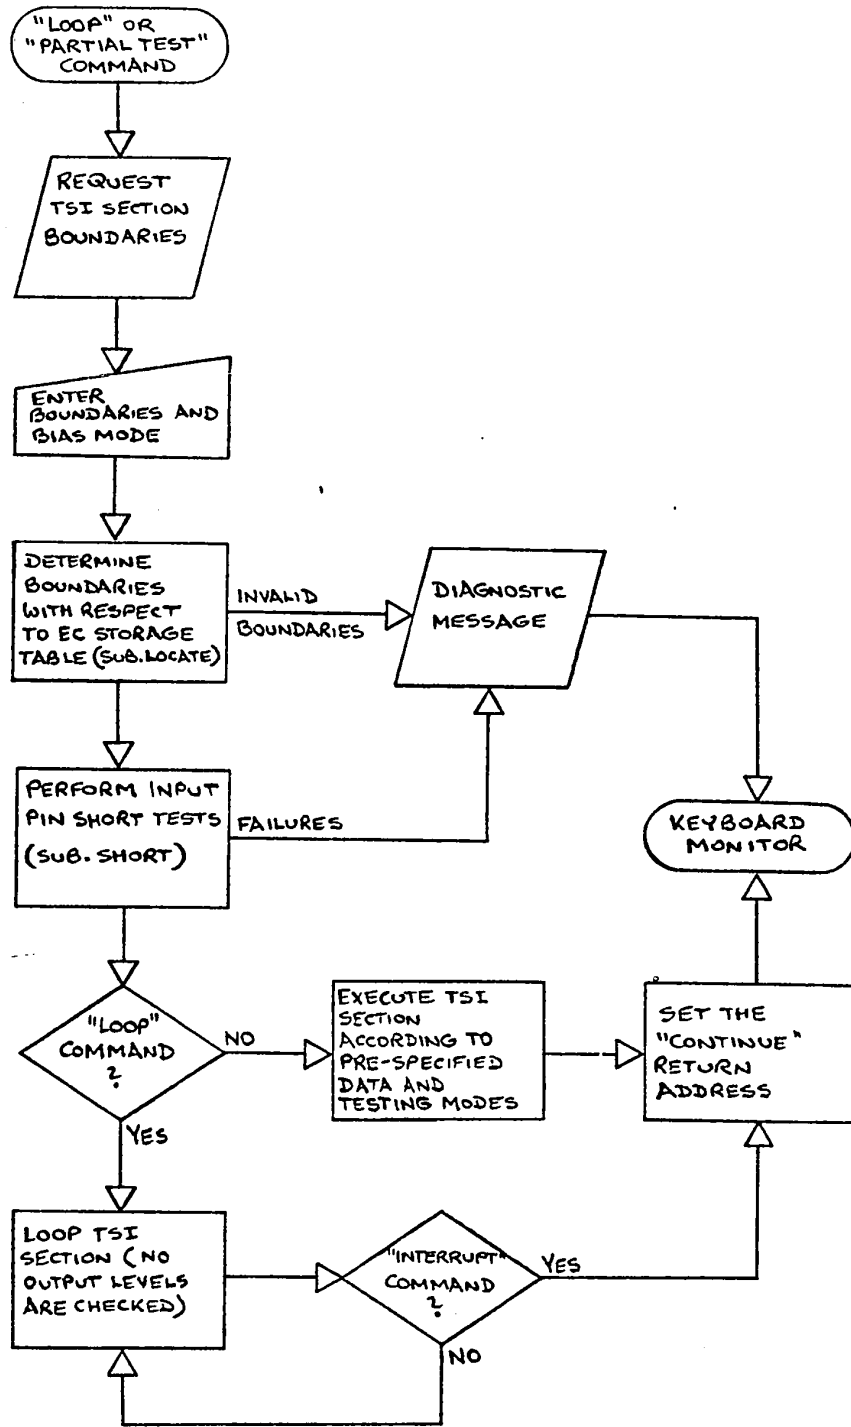 "LOOP" OR
"PARTIAL TEST"
COMMAND
REQUEST
TSI SECTION
BOUNDARIES
ENTER
BOUNDARIES AND
BIAS MODE
DETERMINE
BOUNDARIES
WITH RESPECT
TO EC STORAGE
TABLE (SUB.LOCATE)
INVALID
BOUNDARIES
DIAGNOSTIC
MESSAGE
PERFORM INPUT
PIN SHORT TESTS
(SUB. SHORT)
FAILURES
KEYBOARD
MONITOR
"LOOP"
COMMAND
?
NO
YES
EXECUTE TSI
SECTION
ACCORDING TO
PRE-SPECIFIED
DATA AND
TESTING MODES
SET THE
"CONTINUE"
RETURN
ADDRESS
LOOP TSI
SECTION (NO
OUTPUT LEVELS
ARE CHECKED)
"INTERRUPT"
COMMAND
?
YES
NO